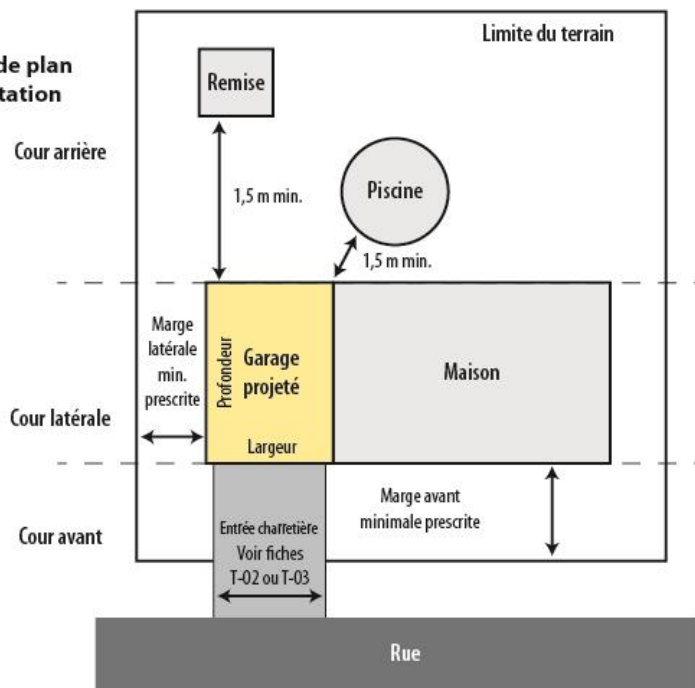 Limite du terrain
de plan
tation
Remise
Cour arrière
1,5 m min.
Piscine
1,5 m min.
Marge
latérale
min.
prescrite
Profondeur
Garage
projeté
Maison
Cour latérale
Largeur
Marge avant
minimale prescrite
Cour avant
Entrée charretière
Voir fiches
T-02 ou T-03
Rue